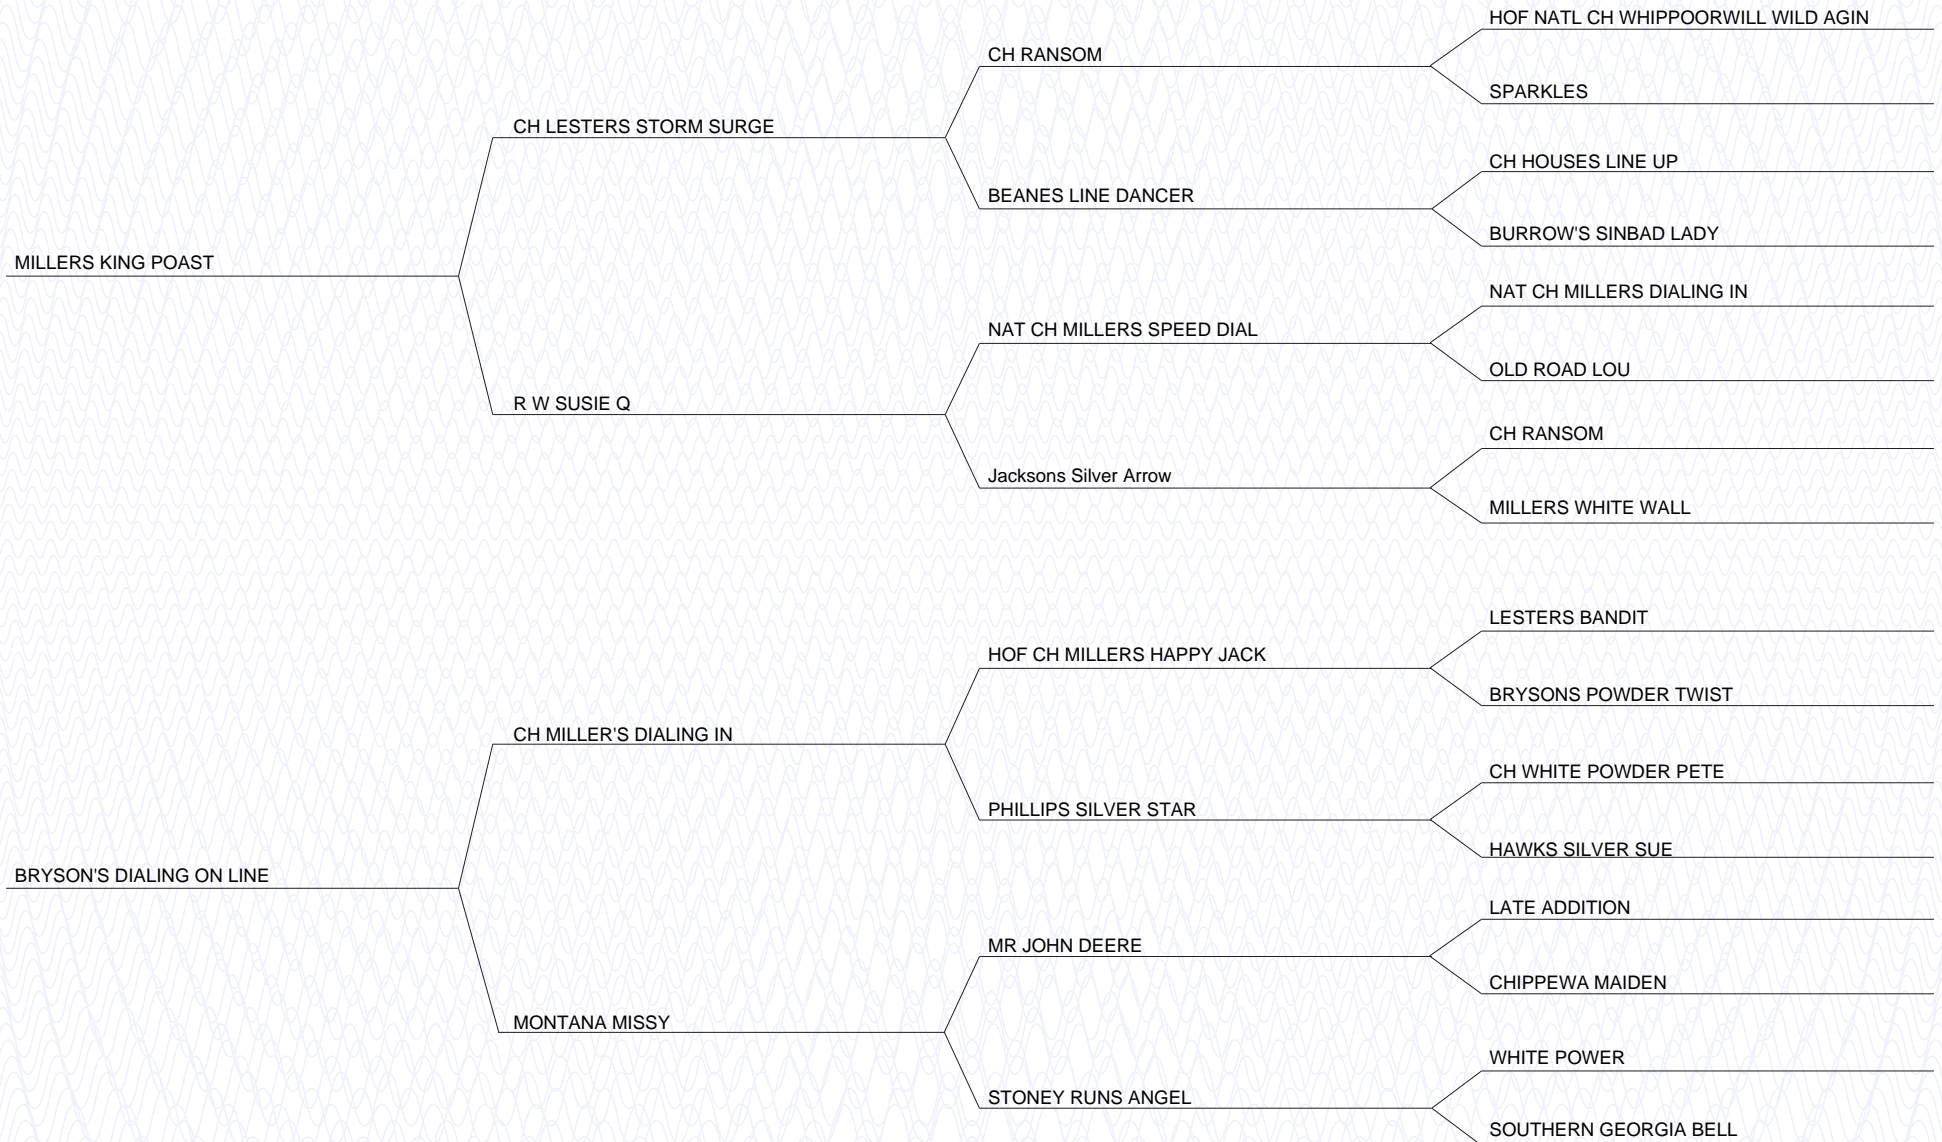 HOF NATL CH WHIPPOORWILL WILD AGIN
CH RANSOM
SPARKLES
CH LESTERS STORM SURGE
CH HOUSES LINE UP
BEANES LINE DANCER
BURROW'S SINBAD LADY
MILLERS KING POAST
NAT CH MILLERS DIALING IN
NAT CH MILLERS SPEED DIAL
OLD ROAD LOU
R W SUSIE Q
CH RANSOM
Jacksons Silver Arrow
MILLERS WHITE WALL
LESTERS BANDIT
HOF CH MILLERS HAPPY JACK
BRYSONS POWDER TWIST
CH MILLER'S DIALING IN
CH WHITE POWDER PETE
PHILLIPS SILVER STAR
HAWKS SILVER SUE
BRYSON'S DIALING ON LINE
LATE ADDITION
MR JOHN DEERE
CHIPPEWA MAIDEN
MONTANA MISSY
WHITE POWER
STONEY RUNS ANGEL
SOUTHERN GEORGIA BELL